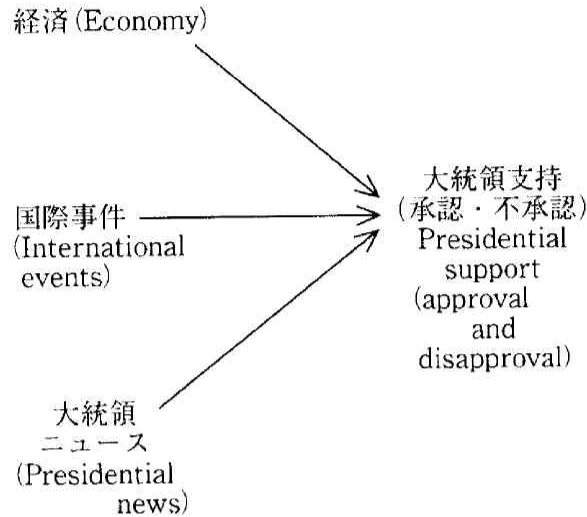 経済(Economy)
国際事件
(International
events)
大統領
ニュース
(Presidential
news)
大統領支持
(承認・不承認)
Presidential
support
(approval
and
disapproval)